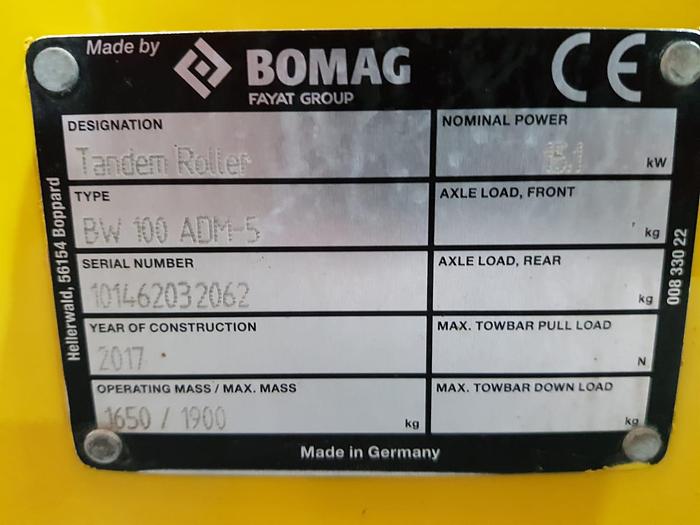 Made by
BOMAG
FAYAT GROUP
CE
DESIGNATION
Tandem Roller
NOMINAL POWER
15.1 kW
TYPE
BW 100 ADM-5
AXLE LOAD, FRONT
kg
SERIAL NUMBER
101462032062
AXLE LOAD, REAR
kg
YEAR OF CONSTRUCTION
2017
MAX. TOWBAR PULL LOAD
N
OPERATING MASS / MAX. MASS
1650 / 1900 kg
MAX. TOWBAR DOWN LOAD
kg
Made in Germany
Hellerwald, 56154 Boppard
008 330 22